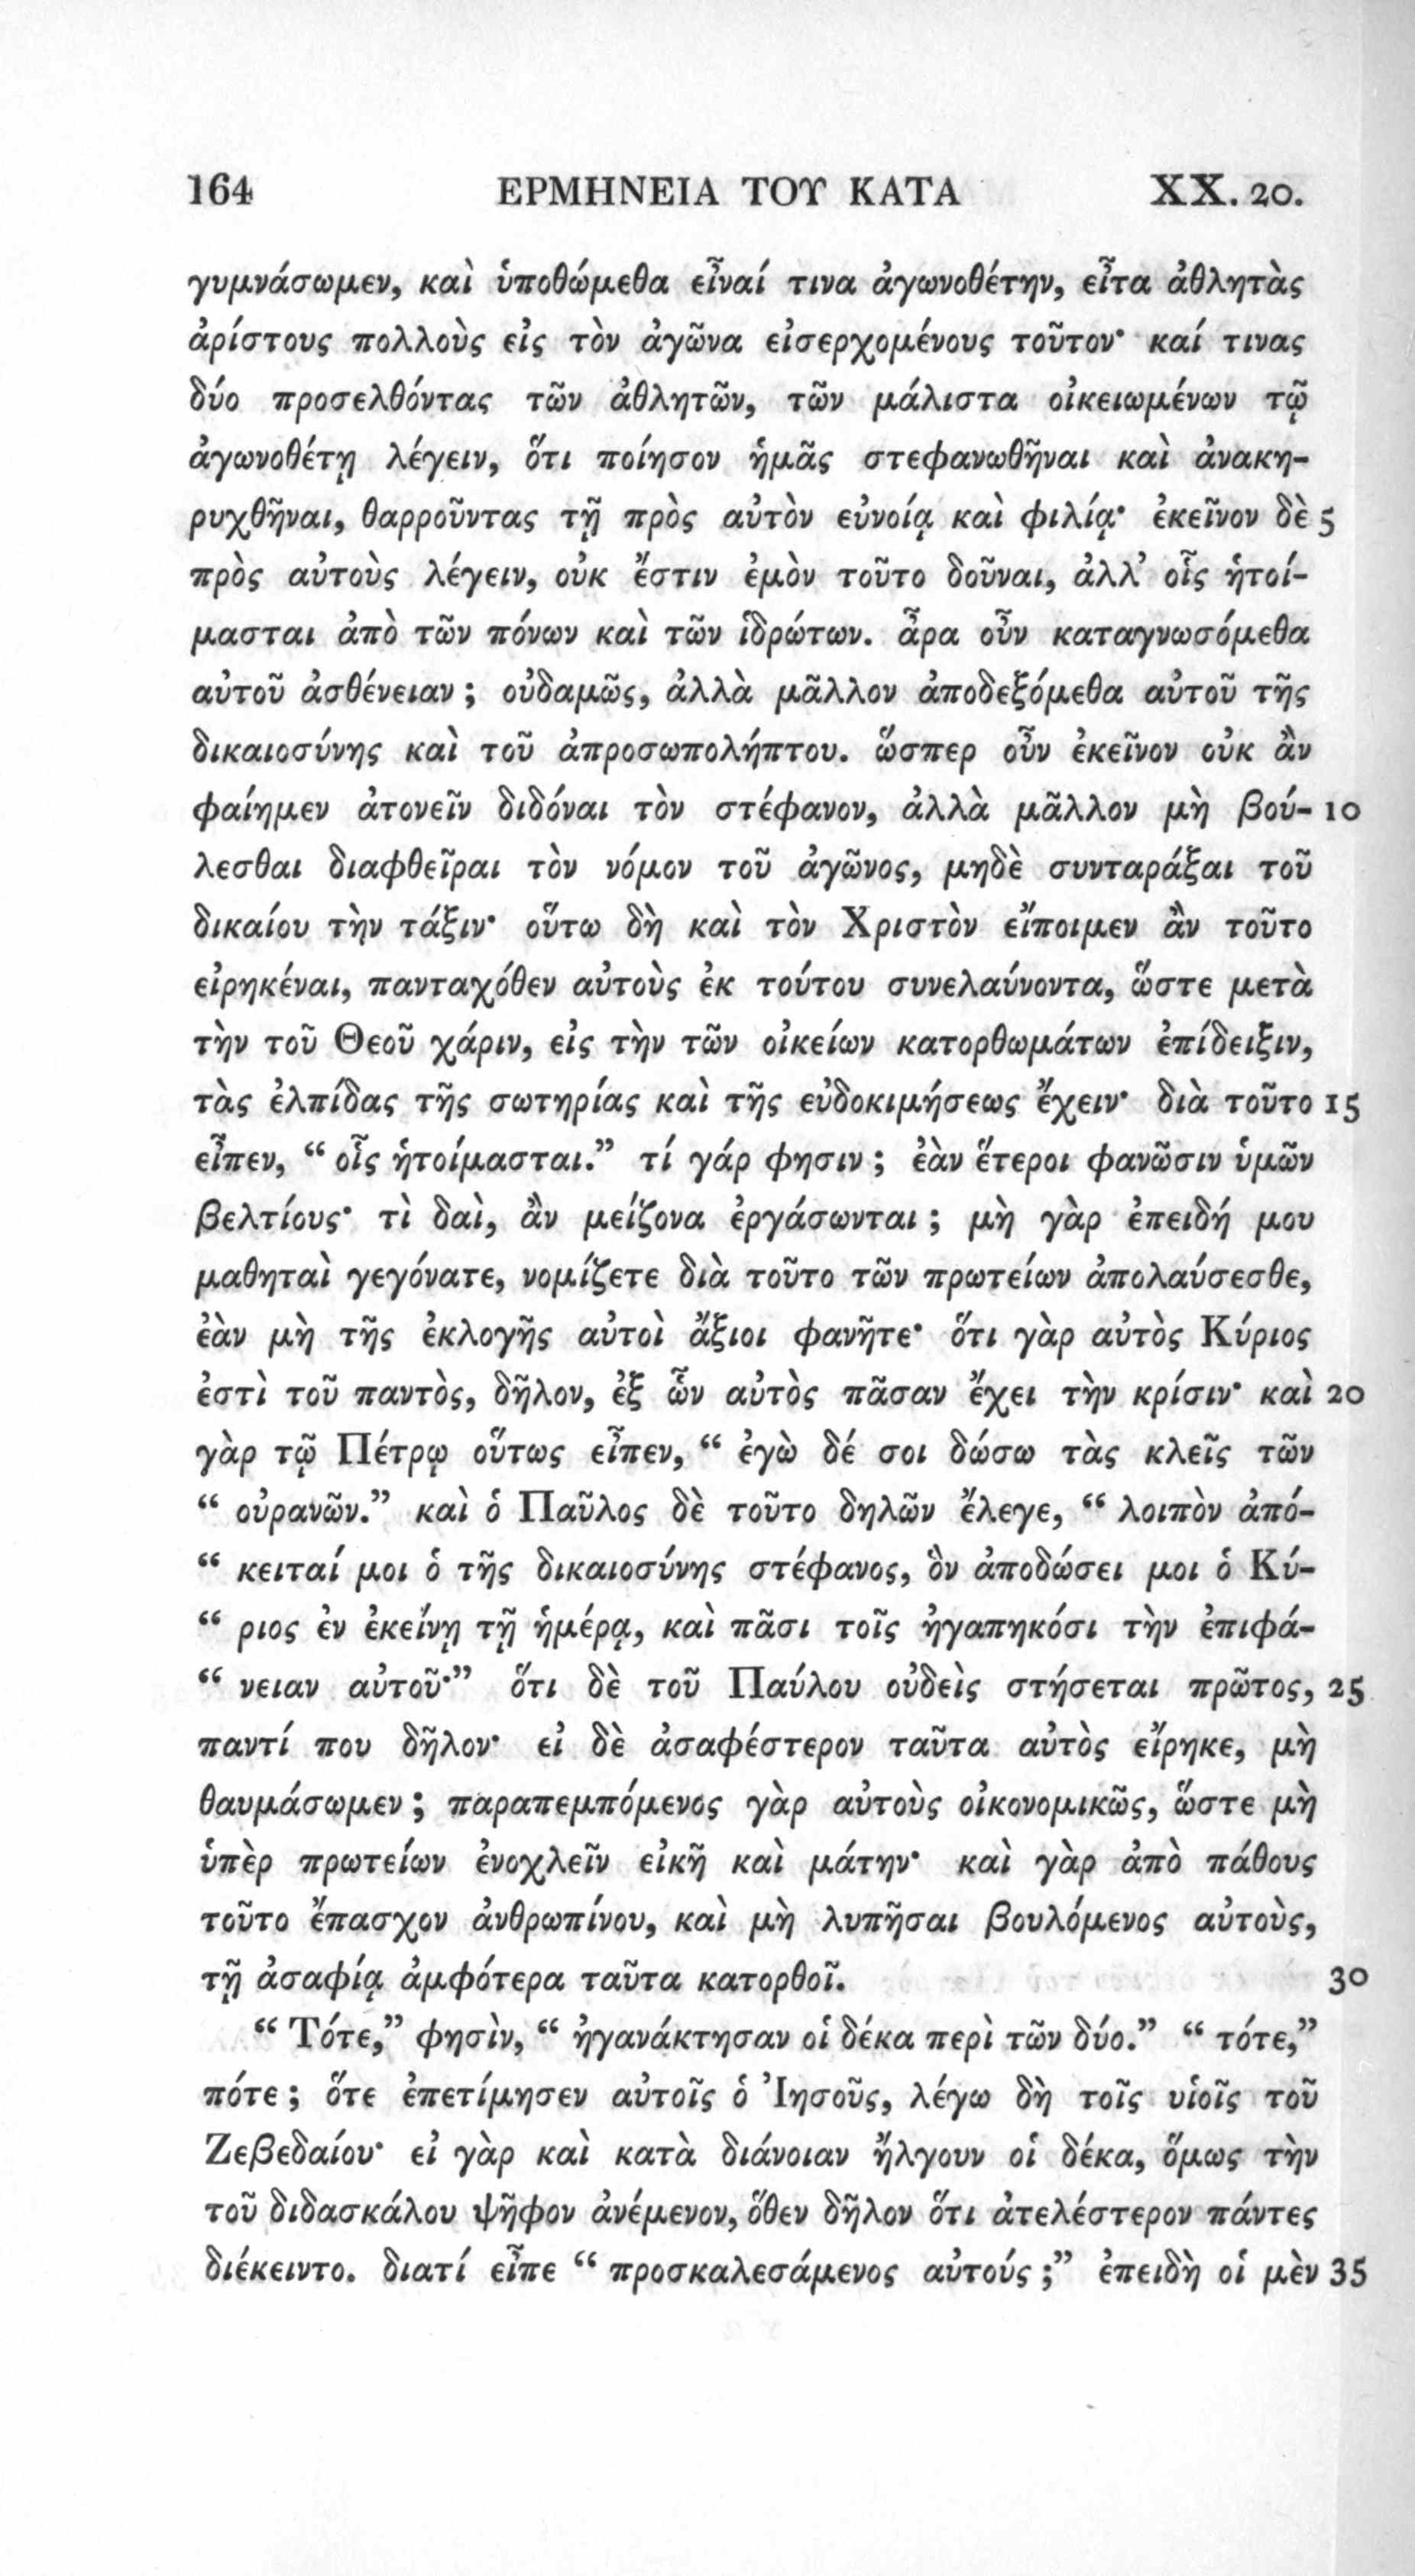 164 ΕΡΜΗΝΕΙΑ ΤΟΥ ΚΑΤΑ XX. 20.
γυμνάσωμεν, καὶ ὑποθώμεθα εἶναί τινα ἀγωνοθέτην, εἶτα ἀθλητὰς
ἀρίστους πολλοὺς εἰς τὸν ἀγῶνα εἰσερχομένους τοῦτον· καί τινας
δύο προσελθόντας τῶν ἀθλητῶν, τῶν μάλιστα οἰκειωμένων τῷ
ἀγωνοθέτῃ λέγειν, ὅτι ποίησον ἡμᾶς στεφανωθῆναι καὶ ἀνακη-
ρυχθῆναι, θαρροῦντας τῇ πρὸς αὐτὸν εὐνοίᾳ καὶ φιλίᾳ· ἐκεῖνον δὲ 5
πρὸς αὐτοὺς λέγειν, οὐκ ἔστιν ἐμὸν τοῦτο δοῦναι, ἀλλ’ οἷς ἡτοί-
μασται ἀπὸ τῶν πόνων καὶ τῶν ἱδρώτων. ἆρα οὖν καταγνωσόμεθα
αὐτοῦ ἀσθένειαν; οὐδαμῶς, ἀλλὰ μᾶλλον ἀποδεξόμεθα αὐτοῦ τῆς
δικαιοσύνης καὶ τοῦ ἀπροσωπολήπτου. ὥσπερ οὖν ἐκεῖνον οὐκ ἂν
φαίημεν ἀτονεῖν διδόναι τὸν στέφανον, ἀλλὰ μᾶλλον μὴ βού- 10
λεσθαι διαφθεῖραι τὸν νόμον τοῦ ἀγῶνος, μηδὲ συνταράξαι τοῦ
δικαίου τὴν τάξιν· οὕτω δὴ καὶ τὸν Χριστὸν εἴποιμεν ἂν τοῦτο
εἰρηκέναι, πανταχόθεν αὐτοὺς ἐκ τούτου συνελαύνοντα, ὥστε μετὰ
τὴν τοῦ Θεοῦ χάριν, εἰς τὴν τῶν οἰκείων κατορθωμάτων ἐπίδειξιν,
τὰς ἐλπίδας τῆς σωτηρίας καὶ τῆς εὐδοκιμήσεως ἔχειν· διὰ τοῦτο 15
εἶπεν, “ οἷς ἡτοίμασται.” τί γάρ φησιν; ἐὰν ἕτεροι φανῶσιν ὑμῶν
βελτίους· τὶ δαὶ, ἂν μείζονα ἐργάσωνται; μὴ γὰρ ἐπειδή μου
μαθηταὶ γεγόνατε, νομίζετε διὰ τοῦτο τῶν πρωτείων ἀπολαύσεσθε,
ἐὰν μὴ τῆς ἐκλογῆς αὐτοὶ ἄξιοι φανῆτε· ὅτι γὰρ αὐτὸς Κύριος
ἐστὶ τοῦ παντὸς, δῆλον, ἐξ ὧν αὐτὸς πᾶσαν ἔχει τὴν κρίσιν· καὶ 20
γὰρ τῷ Πέτρῳ οὕτως εἶπεν, “ ἐγὼ δέ σοι δώσω τὰς κλεῖς τῶν
“ οὐρανῶν.” καὶ ὁ Παῦλος δὲ τοῦτο δηλῶν ἔλεγε, “ λοιπὸν ἀπό-
“ κειταί μοι ὁ τῆς δικαιοσύνης στέφανος, ὃν ἀποδώσει μοι ὁ Κύ-
“ ριος ἐν ἐκείνῃ τῇ ἡμέρᾳ, καὶ πᾶσι τοῖς ἠγαπηκόσι τὴν ἐπιφά-
“ νειαν αὐτοῦ·” ὅτι δὲ τοῦ Παύλου οὐδεὶς στήσεται πρῶτος, 25
παντί που δῆλον· εἰ δὲ ἀσαφέστερον ταῦτα αὐτὸς εἴρηκε, μὴ
θαυμάσωμεν; παραπεμπόμενος γὰρ αὐτοὺς οἰκονομικῶς, ὥστε μὴ
ὑπὲρ πρωτείων ἐνοχλεῖν εἰκῆ καὶ μάτην· καὶ γὰρ ἀπὸ πάθους
τοῦτο ἔπασχον ἀνθρωπίνου, καὶ μὴ λυπῆσαι βουλόμενος αὐτοὺς,
τῇ ἀσαφίᾳ ἀμφότερα ταῦτα κατορθοῖ. 30
“ Τότε,” φησὶν, “ ἠγανάκτησαν οἱ δέκα περὶ τῶν δύο.” “ τότε,”
πότε; ὅτε ἐπετίμησεν αὐτοῖς ὁ Ἰησοῦς, λέγω δὴ τοῖς υἱοῖς τοῦ
Ζεβεδαίου· εἰ γὰρ καὶ κατὰ διάνοιαν ἤλγουν οἱ δέκα, ὅμως τὴν
τοῦ διδασκάλου ψῆφον ἀνέμενον, ὅθεν δῆλον ὅτι ἀτελέστερον πάντες
διέκειντο. διατί εἶπε “ προσκαλεσάμενος αὐτούς;” ἐπειδὴ οἱ μὲν 35